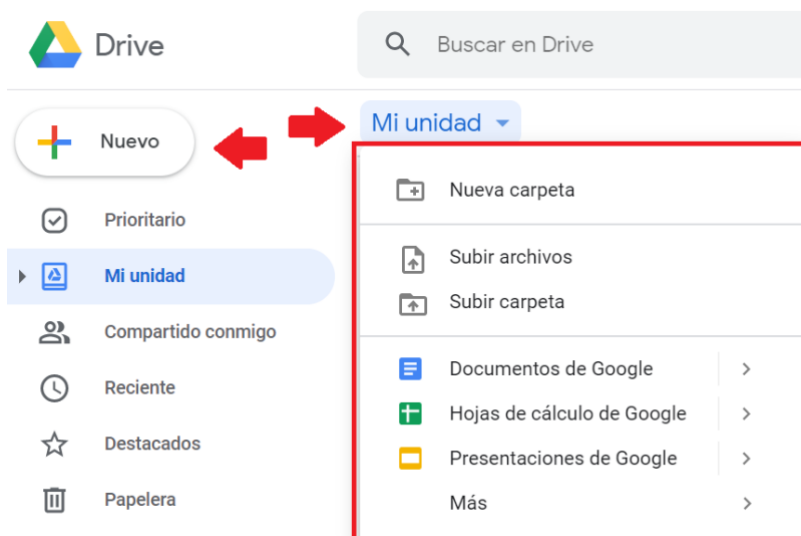 Drive
Buscar en Drive
Nuevo
Mi unidad
Prioritario
Mi unidad
Compartido conmigo
Reciente
Destacados
Papelera
Nueva carpeta
Subir archivos
Subir carpeta
Documentos de Google
Hojas de cálculo de Google
Presentaciones de Google
Más